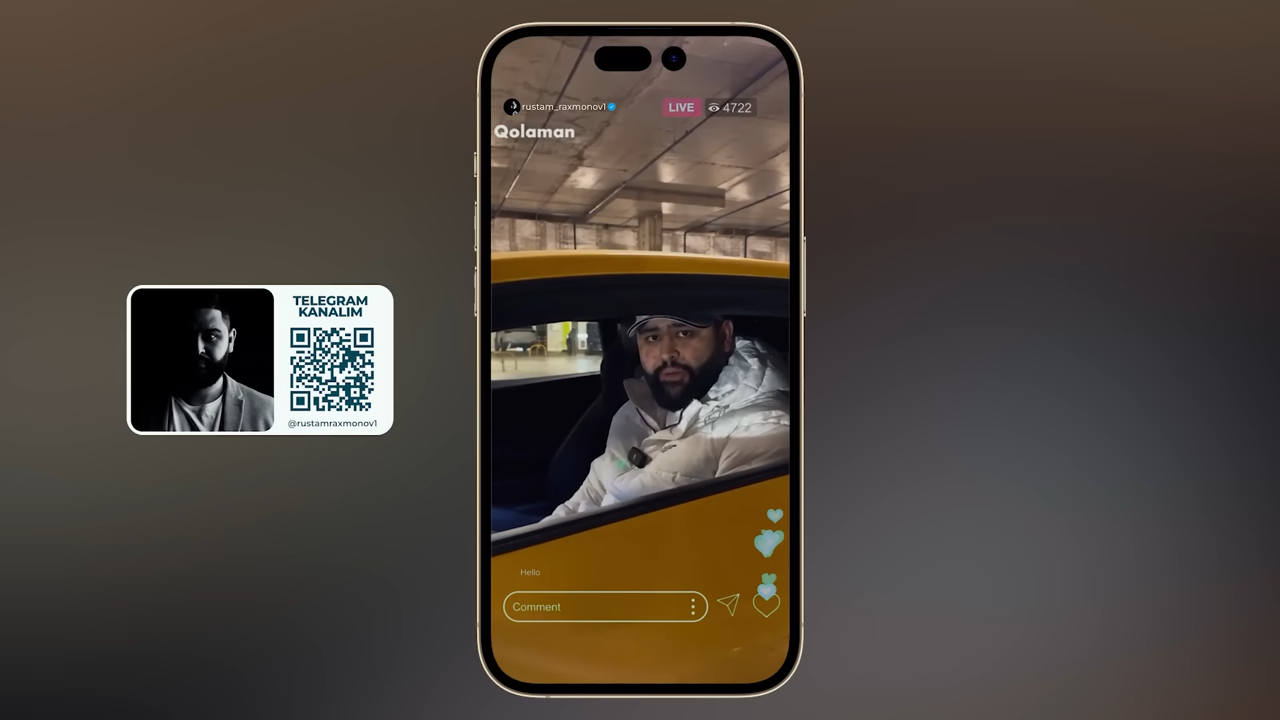 rustam_raxmonov1
LIVE
4722
Qolaman
TELEGRAM
KANALIM
@rustamraxmonov1
Hello
Comment